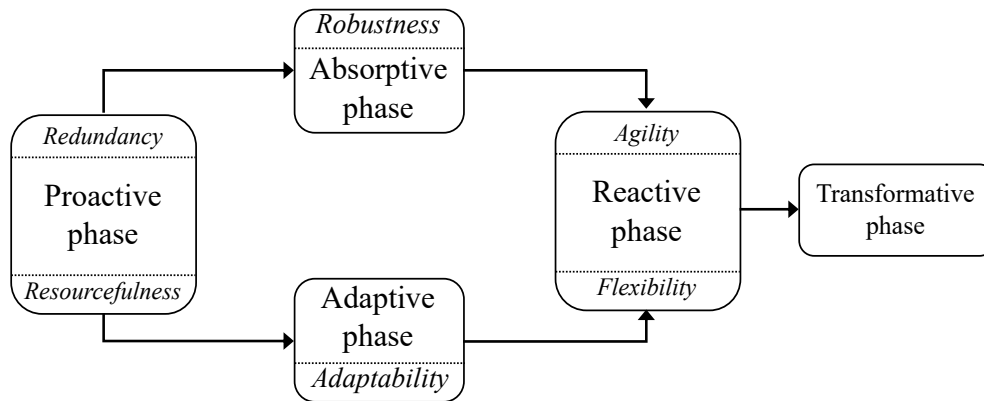 Robustness
Absorptive
phase
Redundancy
Proactive
phase
Resourcefulness
Adaptive
phase
Adaptability
Agility
Reactive
phase
Flexibility
Transformative
phase